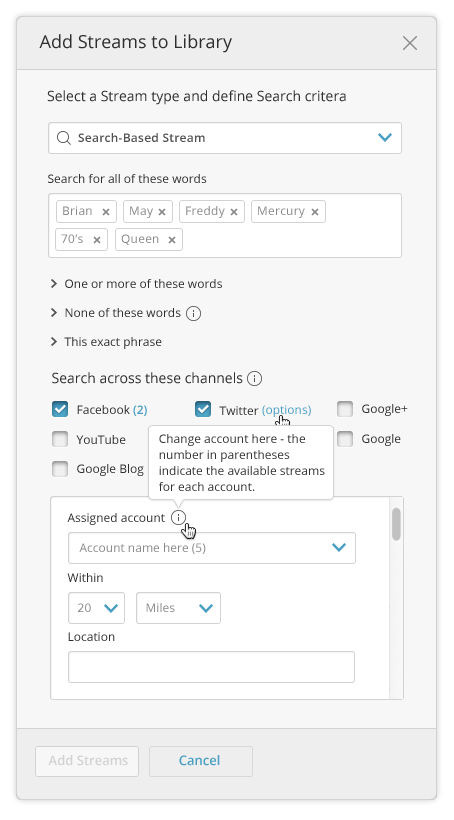 Add Streams to Library
Select a Stream type and define Search critera
Search-Based Stream
Search for all of these words
Brian × May × Freddy × Mercury ×
70's × Queen ×
One or more of these words
None of these words
This exact phrase
Search across these channels
Facebook (2) Twitter (options) Google+
YouTube Google
Google Blog
Change account here - the
number in parentheses
indicate the available streams
for each account.
Assigned account
Account name here (5)
Within
20 Miles
Location
Add Streams Cancel